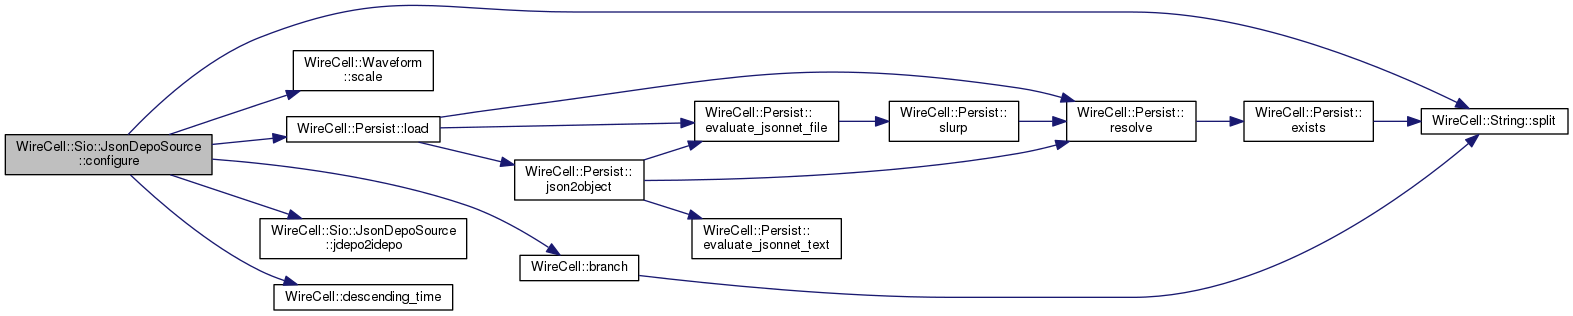 WireCell::Sio::JsonDepoSource
::configure
WireCell::Waveform
::scale
WireCell::Persist::load
WireCell::Sio::JsonDepoSource
::jdepo2idepo
WireCell::descending_time
WireCell::Persist::
json2object
WireCell::branch
WireCell::Persist::
evaluate_jsonnet_file
WireCell::Persist::
evaluate_jsonnet_text
WireCell::Persist::
slurp
WireCell::Persist::
resolve
WireCell::Persist::
exists
WireCell::String::split